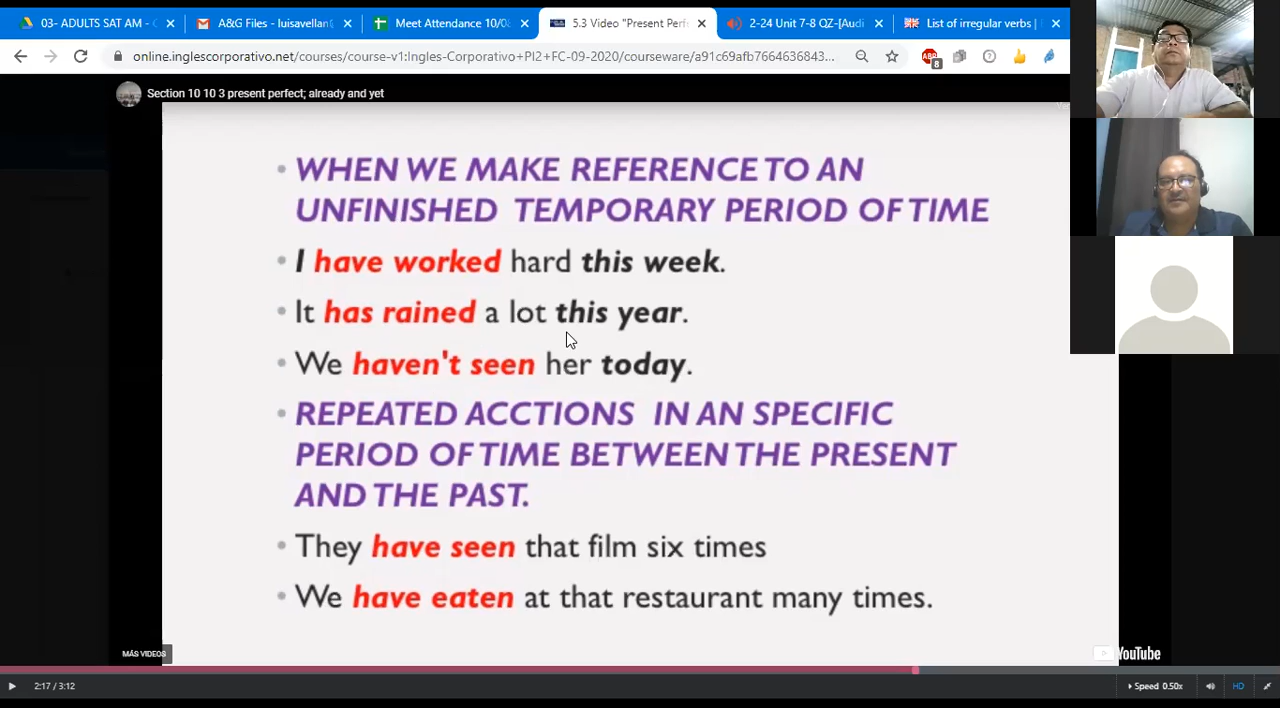 03- ADULTS SAT AM - 
A&G Files - luisavellan
Meet Attendance 10/0
5.3 Video "Present Perf
2-24 Unit 7-8 QZ-[Audi
List of irregular verbs |
online.inglescorporativo.net/courses/course-v1:Ingles-Corporativo+PI2+FC-09-2020/courseware/a91c69afb7664636843...
ABP
8
Section 10 10 3 present perfect; already and yet
• WHEN WE MAKE REFERENCE TO AN
UNFINISHED TEMPORARY PERIOD OF TIME
• I have worked hard this week.
• It has rained a lot this year.
• We haven't seen her today.
• REPEATED ACCTIONS IN AN SPECIFIC
PERIOD OF TIME BETWEEN THE PRESENT
AND THE PAST.
• They have seen that film six times
• We have eaten at that restaurant many times.
MÁS VIDEOS
YouTube
2:17 / 3:12
Speed 0.50x
HD